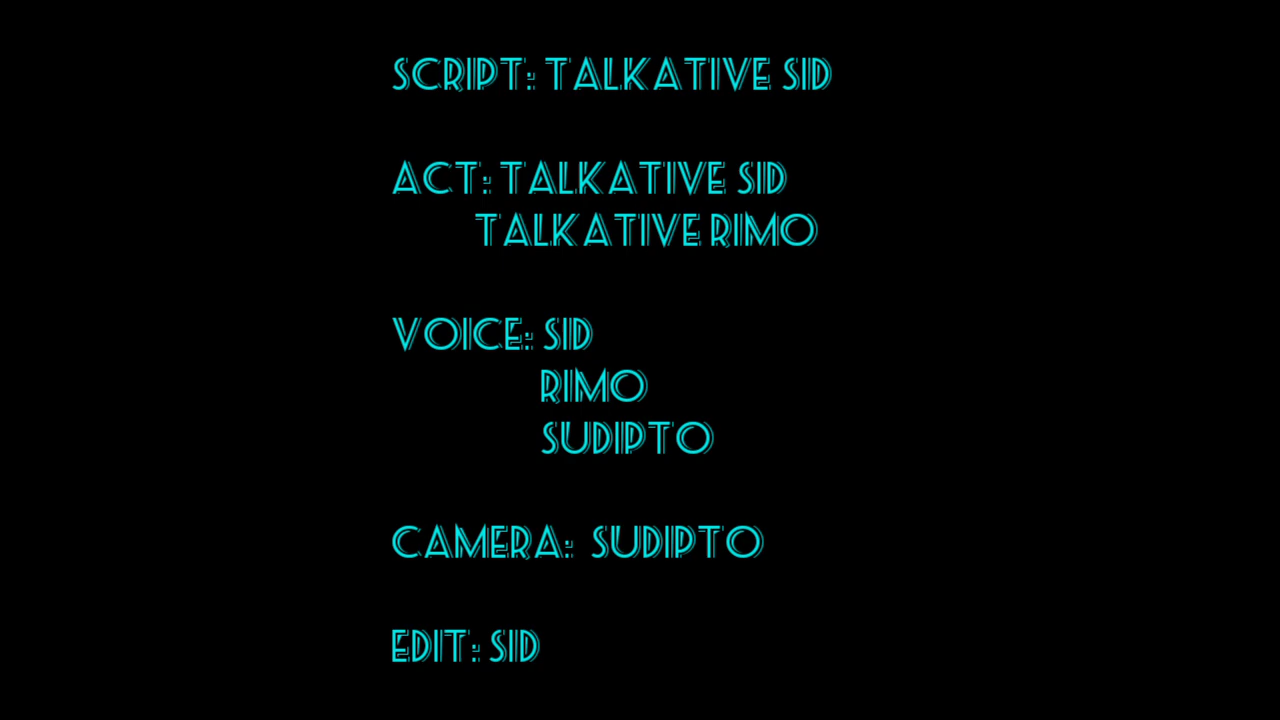 SCRIPT: TALKATIVE SID
ACT: TALKATIVE SID
TALKATIVE RIMO
VOICE: SID
RIMO
SUDIPTO
CAMERA: SUDIPTO
EDIT: SID